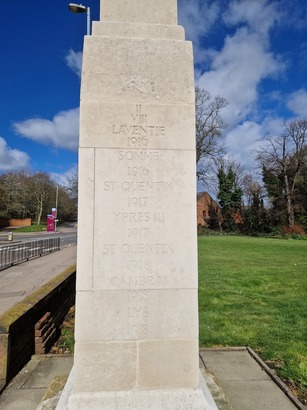 II
VIII
LAVENTIE
1916
SOMME
1916
ST QUENTIN
1917
YPRES III
1917
ST QUENTIN
1918
CAMBRAI
1918
LYS
1918